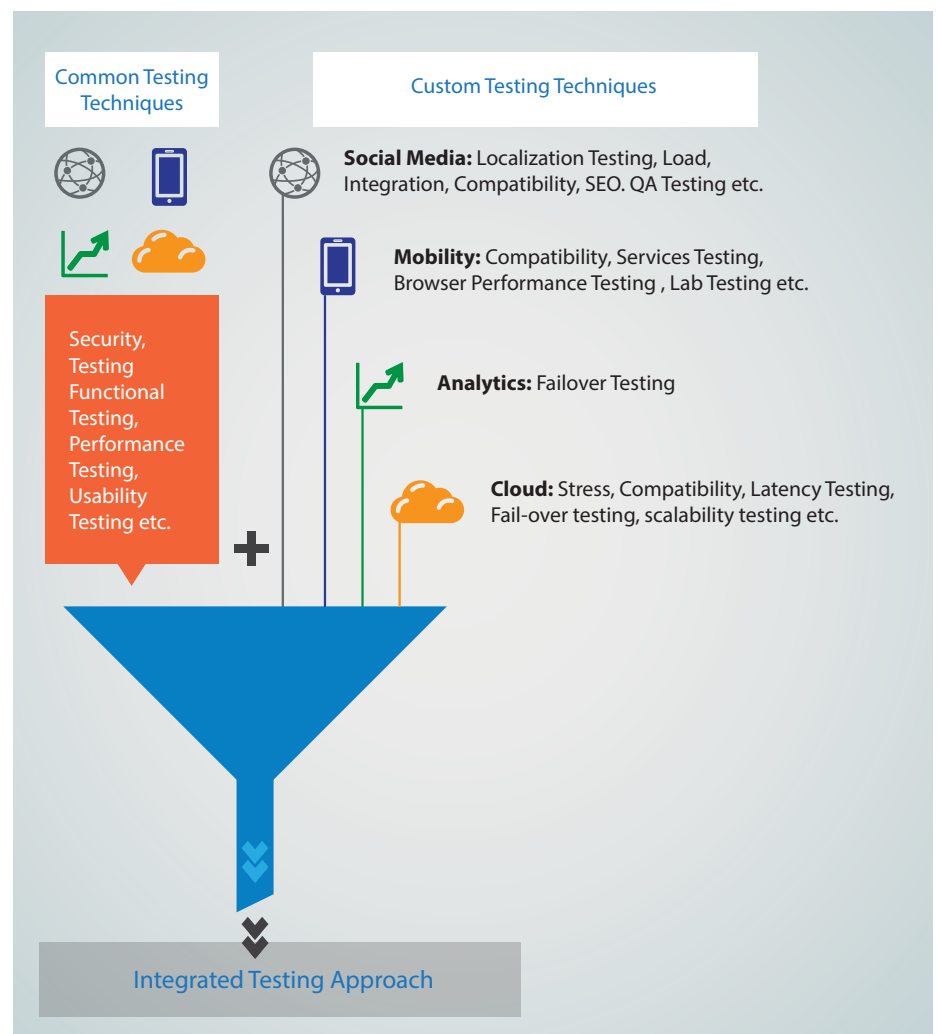 Common Testing
Techniques
Custom Testing Techniques
Social Media: Localization Testing, Load,
Integration, Compatibility, SEO. QA Testing etc.
Mobility: Compatibility, Services Testing,
Browser Performance Testing , Lab Testing etc.
Analytics: Failover Testing
Cloud: Stress, Compatibility, Latency Testing,
Fail-over testing, scalability testing etc.
Security,
Testing
Functional
Testing,
Performance
Testing,
Usability
Testing etc.
Integrated Testing Approach